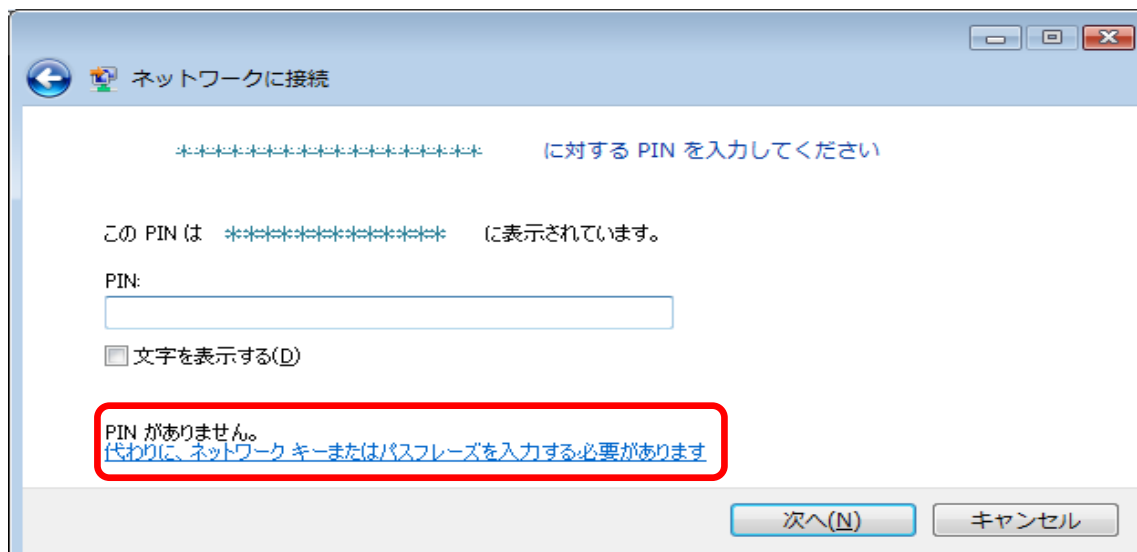 ネットワークに接続
****************** に対する PIN を入力してください
この PIN は ************* に表示されています。
PIN:
文字を表示する(D)
PIN がありません。
代わりに、ネットワーク キーまたはパスフレーズを入力する必要があります
次へ(N)
キャンセル